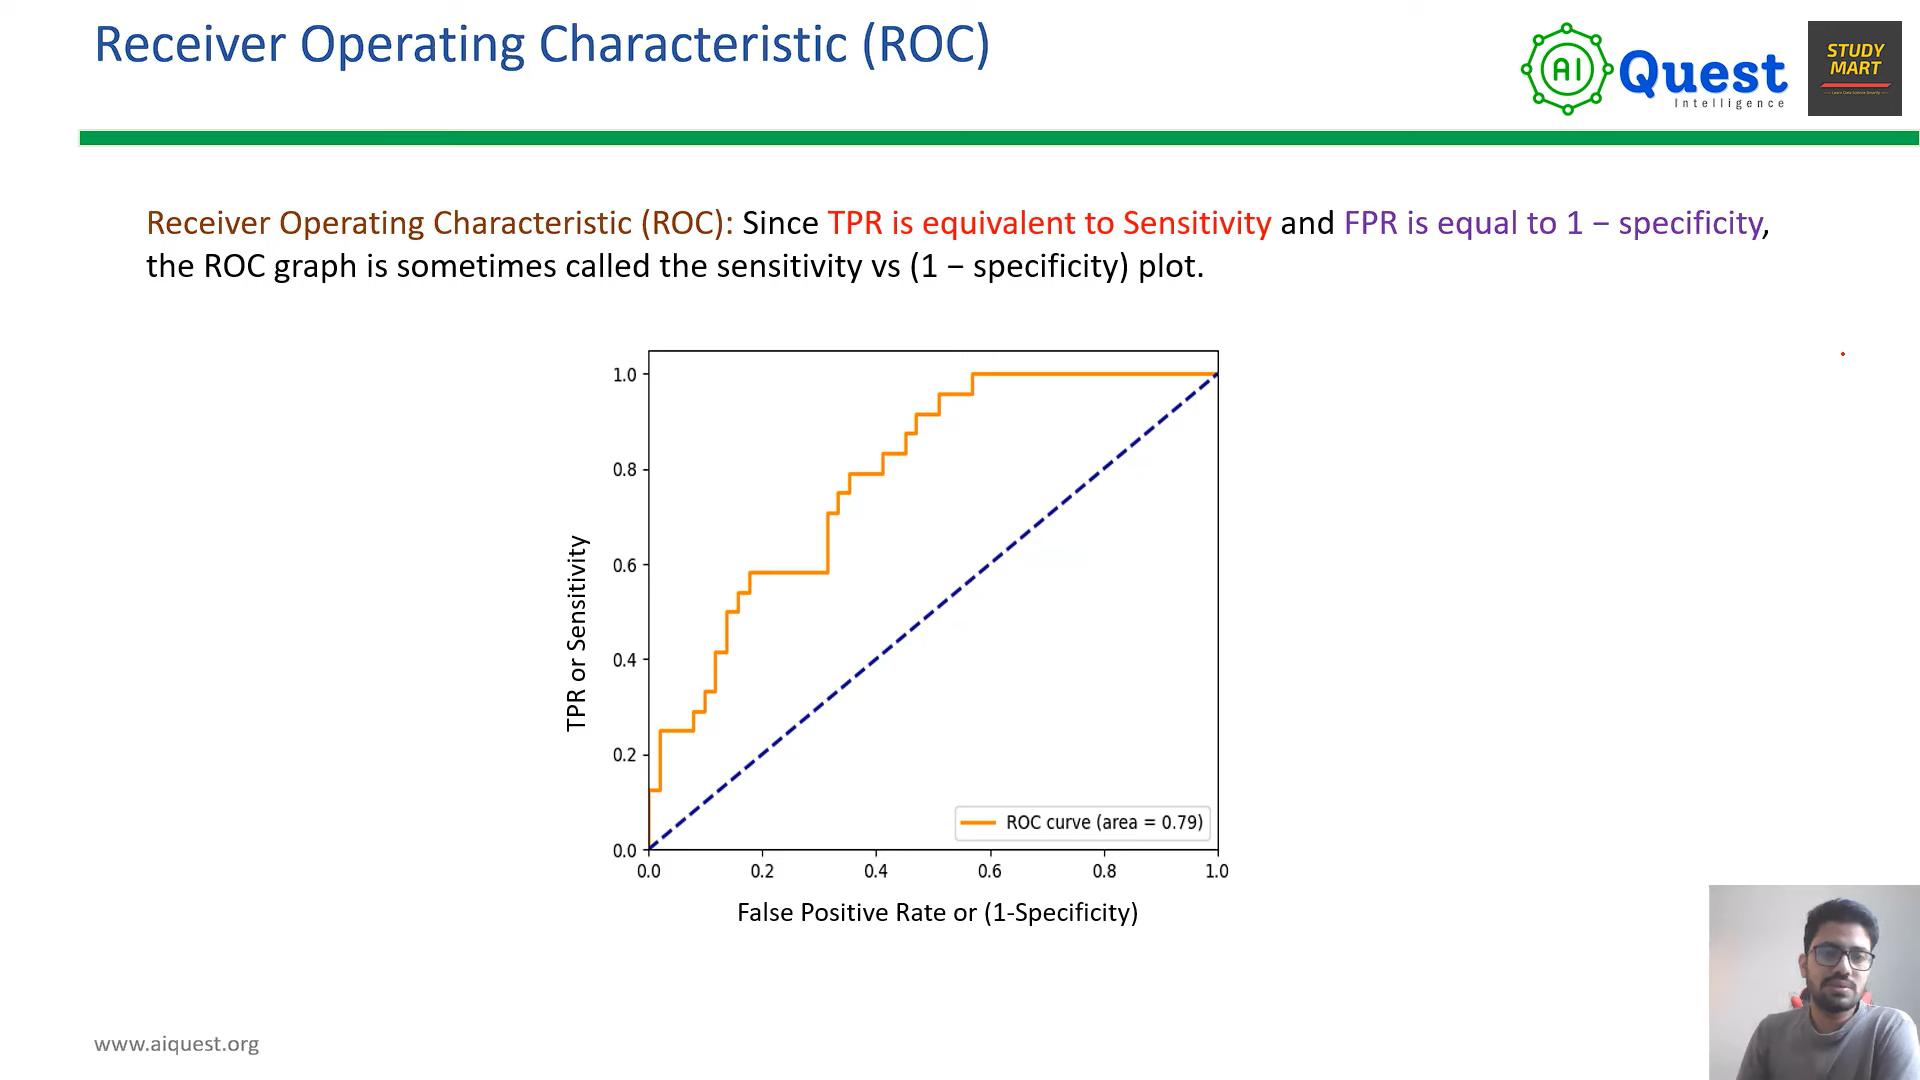 Receiver Operating Characteristic (ROC)
AI Quest
Intelligence
STUDY
MART
Receiver Operating Characteristic (ROC): Since TPR is equivalent to Sensitivity and FPR is equal to 1 − specificity,
the ROC graph is sometimes called the sensitivity vs (1 − specificity) plot.
1.0
0.8
0.6
0.4
0.2
0.0
TPR or Sensitivity
ROC curve (area = 0.79)
0.0 0.2 0.4 0.6 0.8 1.0
False Positive Rate or (1-Specificity)
www.aiquest.org